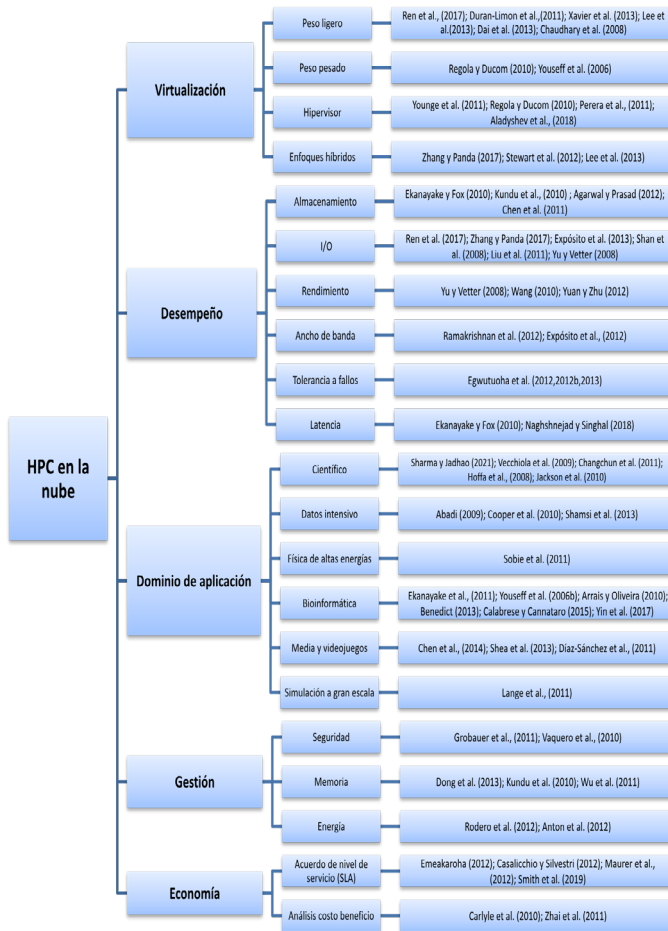 HPC en la
nube
Virtualización
Peso ligero
Ren et al., (2017); Duran-Limon et al.,(2011); Xavier et al. (2013); Lee et
al.(2013); Dai et al. (2013); Chaudhary et al. (2008)
Peso pesado
Regola y Ducom (2010); Youseff et al. (2006)
Hipervisor
Younge et al. (2011); Regola y Ducom (2010); Perera et al., (2011);
Aladyshev et al., (2018)
Enfoques híbridos
Zhang y Panda (2017); Stewart et al. (2012); Lee et al. (2013)
Desempeño
Almacenamiento
Ekanayake y Fox (2010); Kundu et al., (2010) ; Agarwal y Prasad (2012);
Chen et al. (2011)
I/O
Ren et al. (2017); Zhang y Panda (2017); Expósito et al. (2013); Shan et
al. (2008); Liu et al. (2011); Yu y Vetter (2008)
Rendimiento
Yu y Vetter (2008); Wang (2010); Yuan y Zhu (2012)
Ancho de banda
Ramakrishnan et al. (2012); Expósito et al., (2012)
Tolerancia a fallos
Egwutuoha et al. (2012,2012b,2013)
Latencia
Ekanayake y Fox (2010); Naghshnejad y Singhal (2018)
Dominio de aplicación
Científico
Sharma y Jadhao (2021); Vecchiola et al. (2009); Changchun et al. (2011);
Hoffa et al., (2008); Jackson et al. (2010)
Datos intensivo
Abadi (2009); Cooper et al. (2010); Shamsi et al. (2013)
Física de altas energías
Sobie et al. (2011)
Bioinformática
Ekanayake et al., (2011); Youseff et al. (2006b); Arrais y Oliveira (2010);
Benedict (2013); Calabrese y Cannataro (2015); Yin et al. (2017)
Media y videojuegos
Chen et al., (2014); Shea et al. (2013); Díaz-Sánchez et al., (2011)
Simulación a gran escala
Lange et al., (2011)
Gestión
Seguridad
Grobauer et al., (2011); Vaquero et al., (2010)
Memoria
Dong et al. (2013); Kundu et al. (2010); Wu et al. (2011)
Energía
Rodero et al. (2012); Anton et al. (2012)
Economía
Acuerdo de nivel de
servicio (SLA)
Emeakaroha (2012); Casalicchio y Silvestri (2012); Maurer et al.,
(2012); Smith et al. (2019)
Análisis costo beneficio
Carlyle et al. (2010); Zhai et al. (2011)